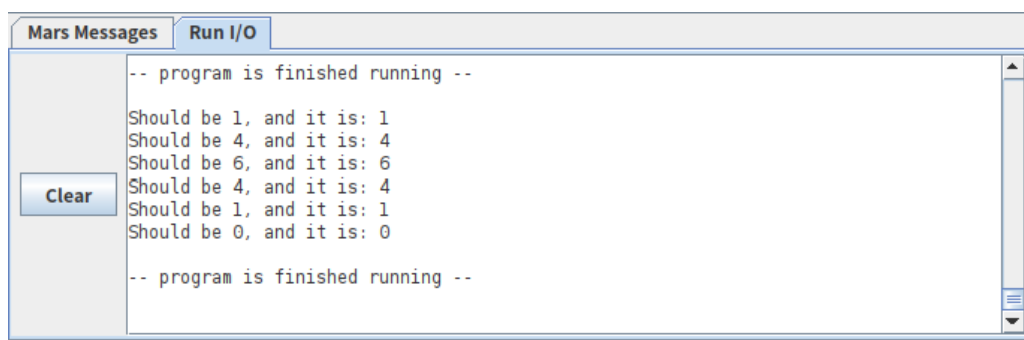 Mars Messages Run I/O
-- program is finished running --
Should be 1, and it is: 1
Should be 4, and it is: 4
Should be 6, and it is: 6
Should be 4, and it is: 4
Should be 1, and it is: 1
Should be 0, and it is: 0
-- program is finished running --
Clear